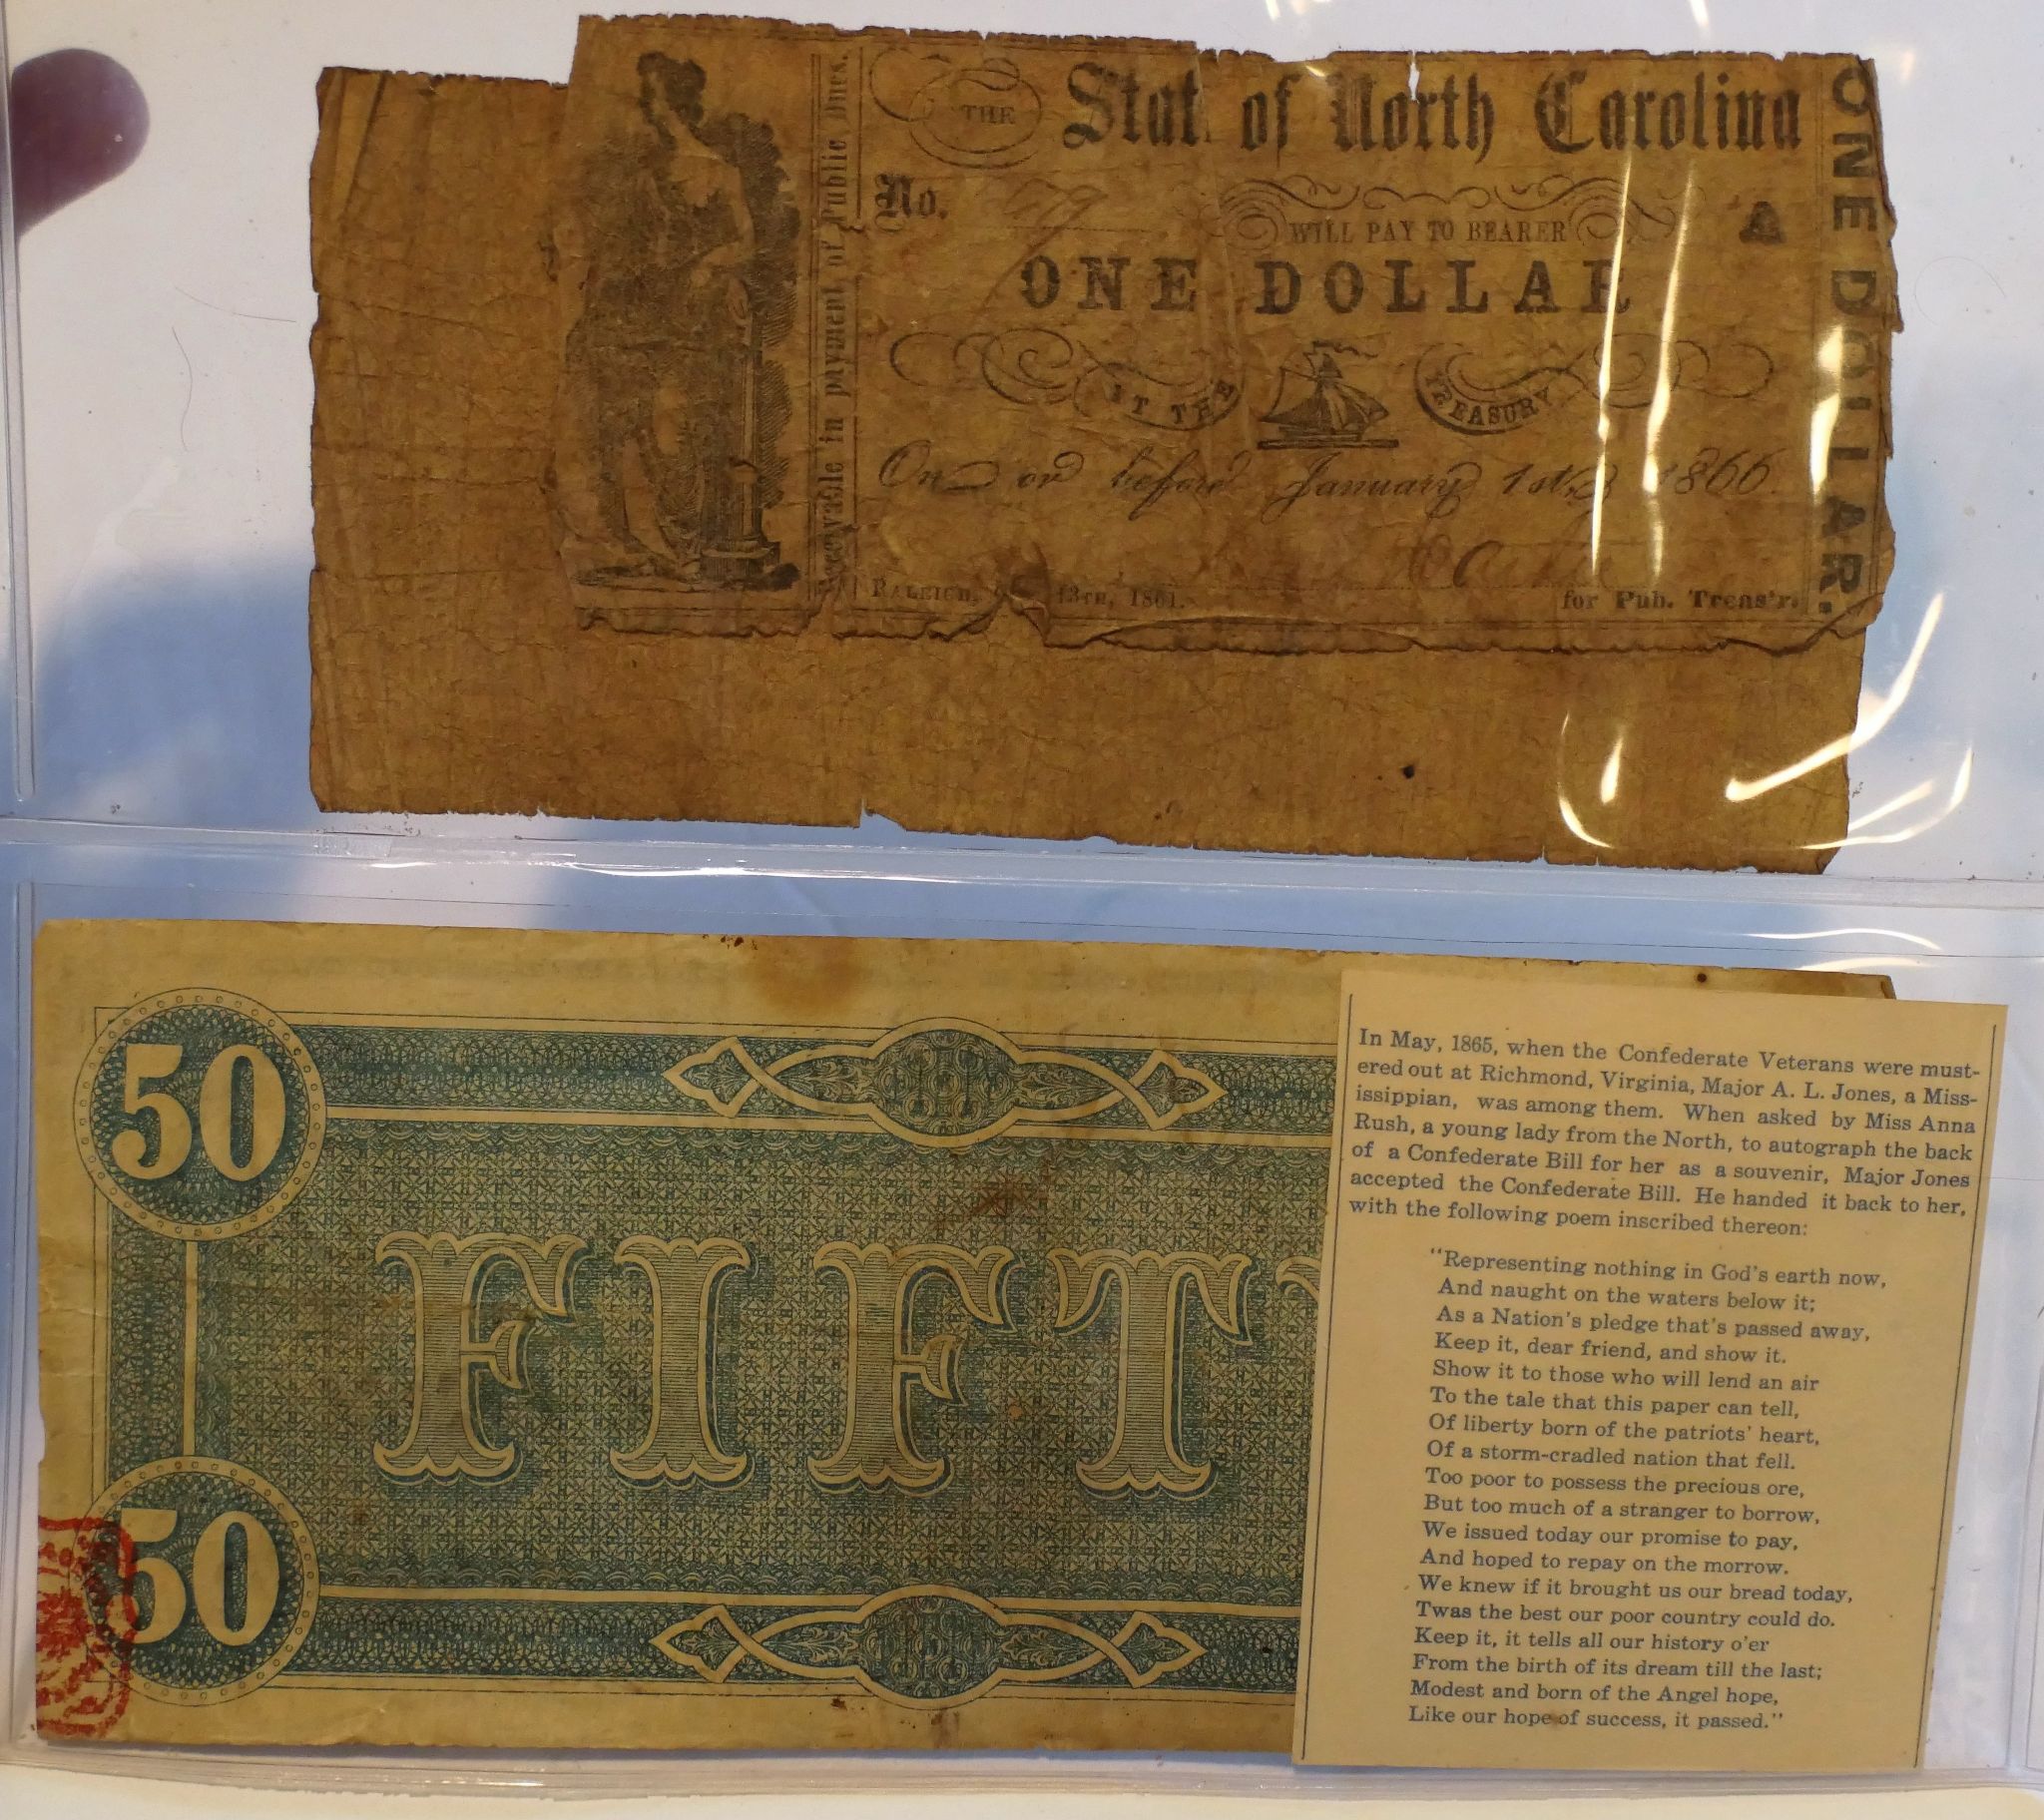 THE State of North Carolina
Receivable in payment of Public Dues.
No.
WILL PAY TO BEARER
A
ONE DOLLAR
AT THE TREASURY
On or before January 1st, 1866
RALEIGH, 13TH, 1861.
for Pub. Treas'r.
ONE DOLLAR.
50
FIFT
50
In May, 1865, when the Confederate Veterans were must-
ered out at Richmond, Virginia, Major A. L. Jones, a Miss-
issippian, was among them. When asked by Miss Anna
Rush, a young lady from the North, to autograph the back
of a Confederate Bill for her as a souvenir, Major Jones
accepted the Confederate Bill. He handed it back to her,
with the following poem inscribed thereon:
"Representing nothing in God's earth now,
And naught on the waters below it;
As a Nation's pledge that's passed away,
Keep it, dear friend, and show it.
Show it to those who will lend an air
To the tale that this paper can tell,
Of liberty born of the patriots' heart,
Of a storm-cradled nation that fell.
Too poor to possess the precious ore,
But too much of a stranger to borrow,
We issued today our promise to pay,
And hoped to repay on the morrow.
We knew if it brought us our bread today,
Twas the best our poor country could do.
Keep it, it tells all our history o'er
From the birth of its dream till the last;
Modest and born of the Angel hope,
Like our hope of success, it passed."